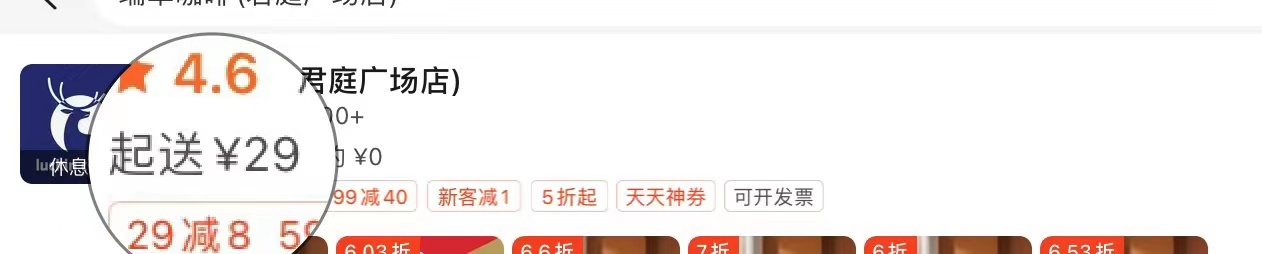 君庭广场店)
4.6
00+
起送 ¥29
¥0
休息
29减8 59
99减40 新客减1 5折起 天天神券 可开发票
6.03折 6.6折 7折 6折 6.53折